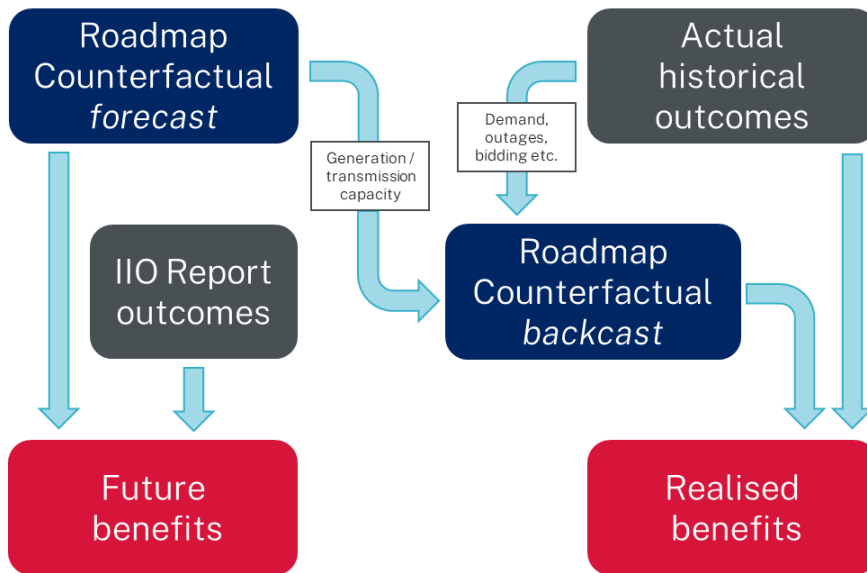 Roadmap
Counterfactual
forecast
Actual
historical
outcomes
Demand,
outages,
bidding etc.
Generation /
transmission
capacity
IIO Report
outcomes
Roadmap
Counterfactual
backcast
Future
benefits
Realised
benefits